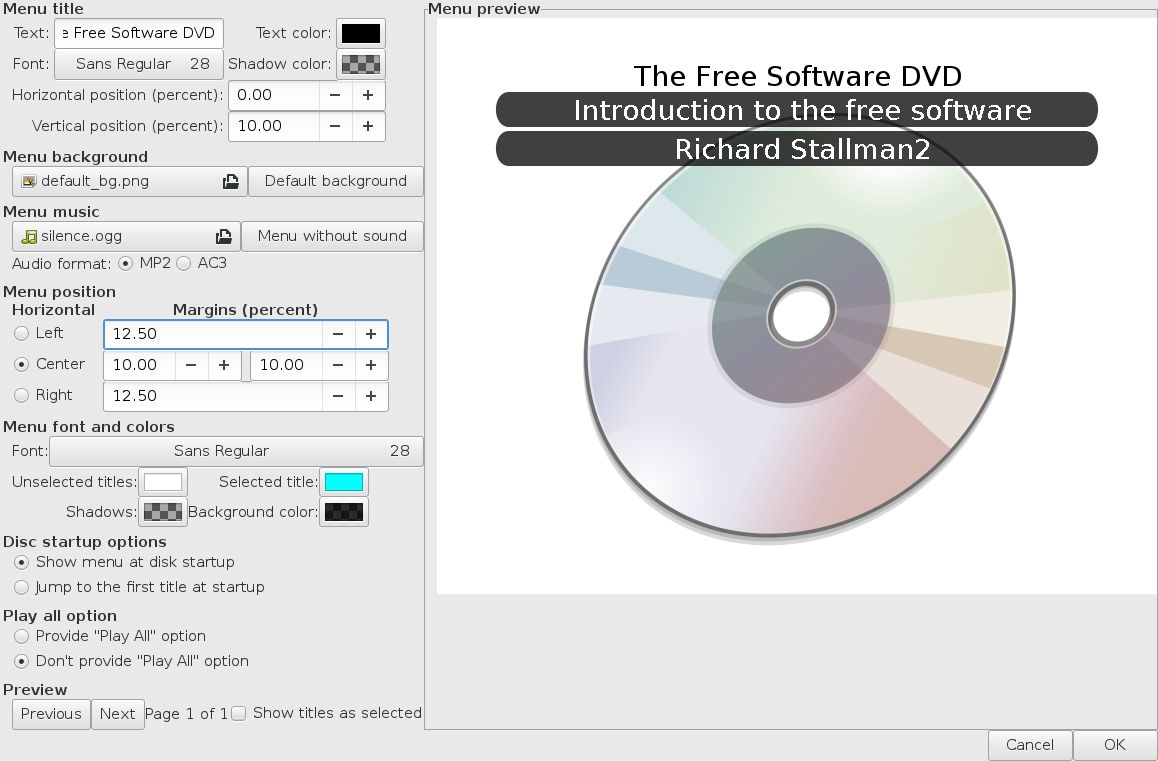 Menu title
Text: e Free Software DVD Text color:
Font: Sans Regular 28 Shadow color:
Horizontal position (percent): 0.00 − +
Vertical position (percent): 10.00 − +
Menu background
default_bg.png Default background
Menu music
silence.ogg Menu without sound
Audio format: MP2 AC3
Menu position
Horizontal Margins (percent)
Left 12.50 − +
Center 10.00 − + 10.00 − +
Right 12.50 − +
Menu font and colors
Font: Sans Regular 28
Unselected titles: Selected title:
Shadows: Background color:
Disc startup options
Show menu at disk startup
Jump to the first title at startup
Play all option
Provide "Play All" option
Don't provide "Play All" option
Preview
Previous Next Page 1 of 1 Show titles as selected
Menu preview
The Free Software DVD
Introduction to the free software
Richard Stallman2
Cancel OK